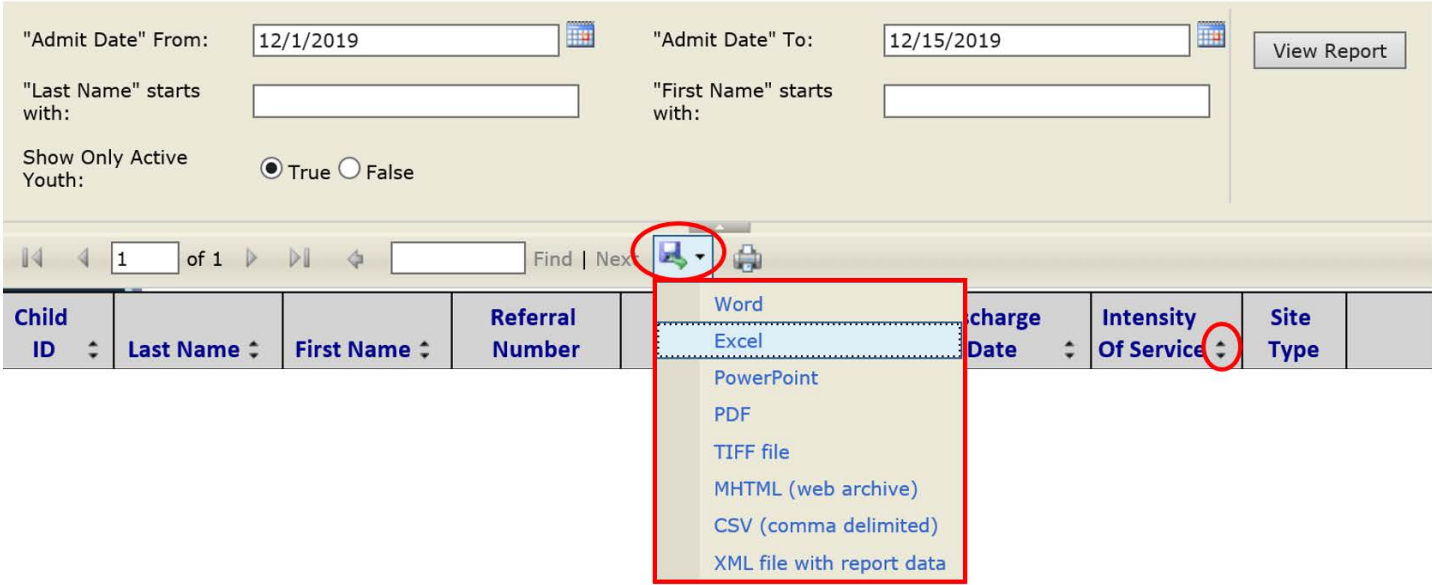 "Admit Date" From: 12/1/2019 "Admit Date" To: 12/15/2019 View Report
"Last Name" starts "First Name" starts
with: with:
Show Only Active
Youth: True False
1 of 1 Find | Next
Child Referral scharge Intensity Site
ID Last Name First Name Number Date Of Service Type
Word
Excel
PowerPoint
PDF
TIFF file
MHTML (web archive)
CSV (comma delimited)
XML file with report data